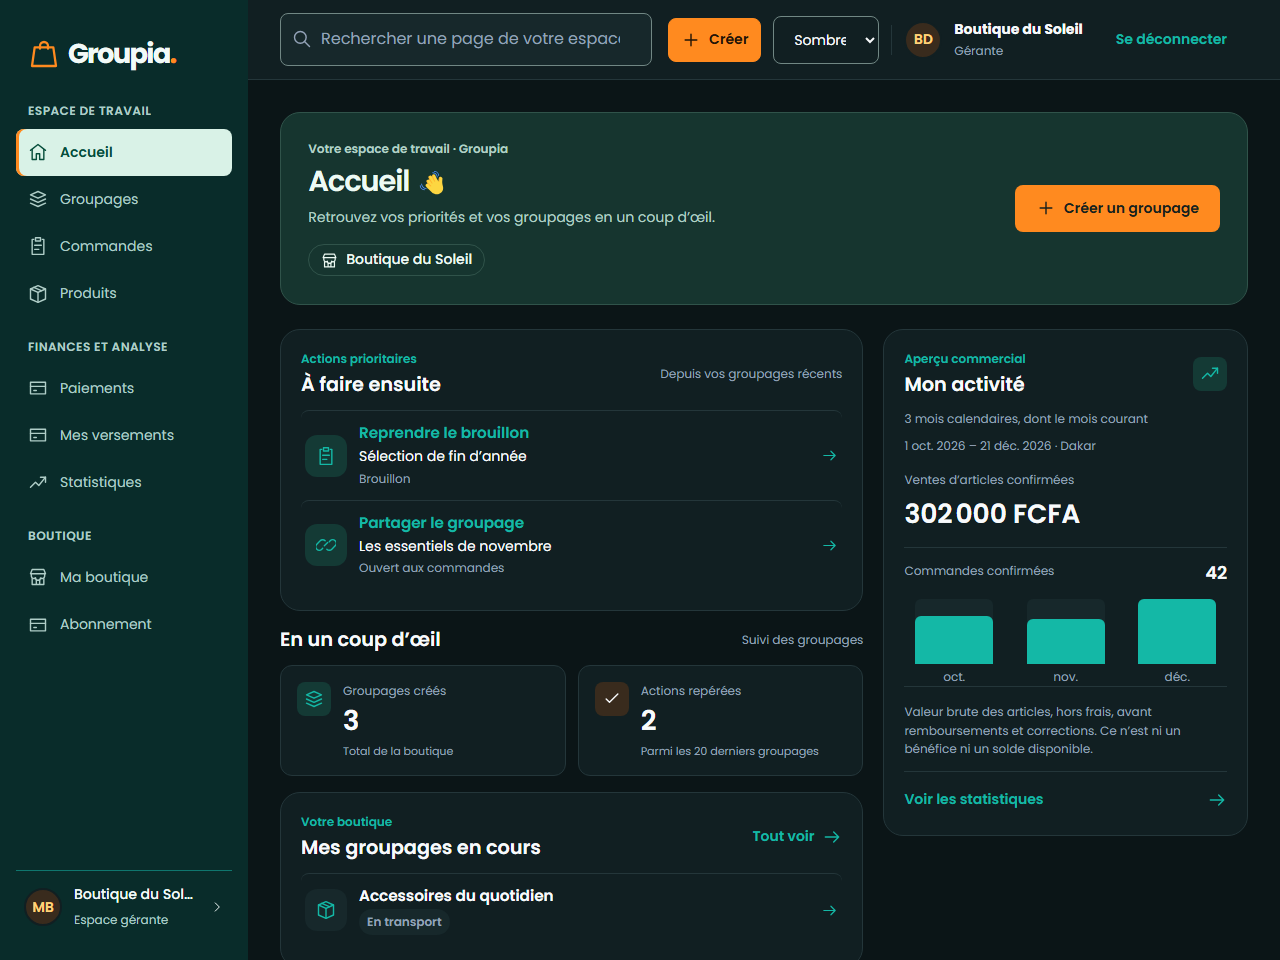 Groupia.
ESPACE DE TRAVAIL
Accueil
Groupages
Commandes
Produits
FINANCES ET ANALYSE
Paiements
Mes versements
Statistiques
BOUTIQUE
Ma boutique
Abonnement
MB
Boutique du Sol...
Espace gérante
Rechercher une page de votre espac
Créer
Sombre
BD
Boutique du Soleil
Gérante
Se déconnecter
Votre espace de travail · Groupia
Accueil 👋
Retrouvez vos priorités et vos groupages en un coup d’œil.
Boutique du Soleil
Créer un groupage
Actions prioritaires
À faire ensuite
Depuis vos groupages récents
Reprendre le brouillon
Sélection de fin d’année
Brouillon
Partager le groupage
Les essentiels de novembre
Ouvert aux commandes
En un coup d’œil
Suivi des groupages
Groupages créés
3
Total de la boutique
Actions repérées
2
Parmi les 20 derniers groupages
Votre boutique
Mes groupages en cours
Tout voir
Accessoires du quotidien
En transport
Aperçu commercial
Mon activité
3 mois calendaires, dont le mois courant
1 oct. 2026 – 21 déc. 2026 · Dakar
Ventes d’articles confirmées
302 000 FCFA
Commandes confirmées
42
oct.
nov.
déc.
Valeur brute des articles, hors frais, avant
remboursements et corrections. Ce n’est ni un
bénéfice ni un solde disponible.
Voir les statistiques